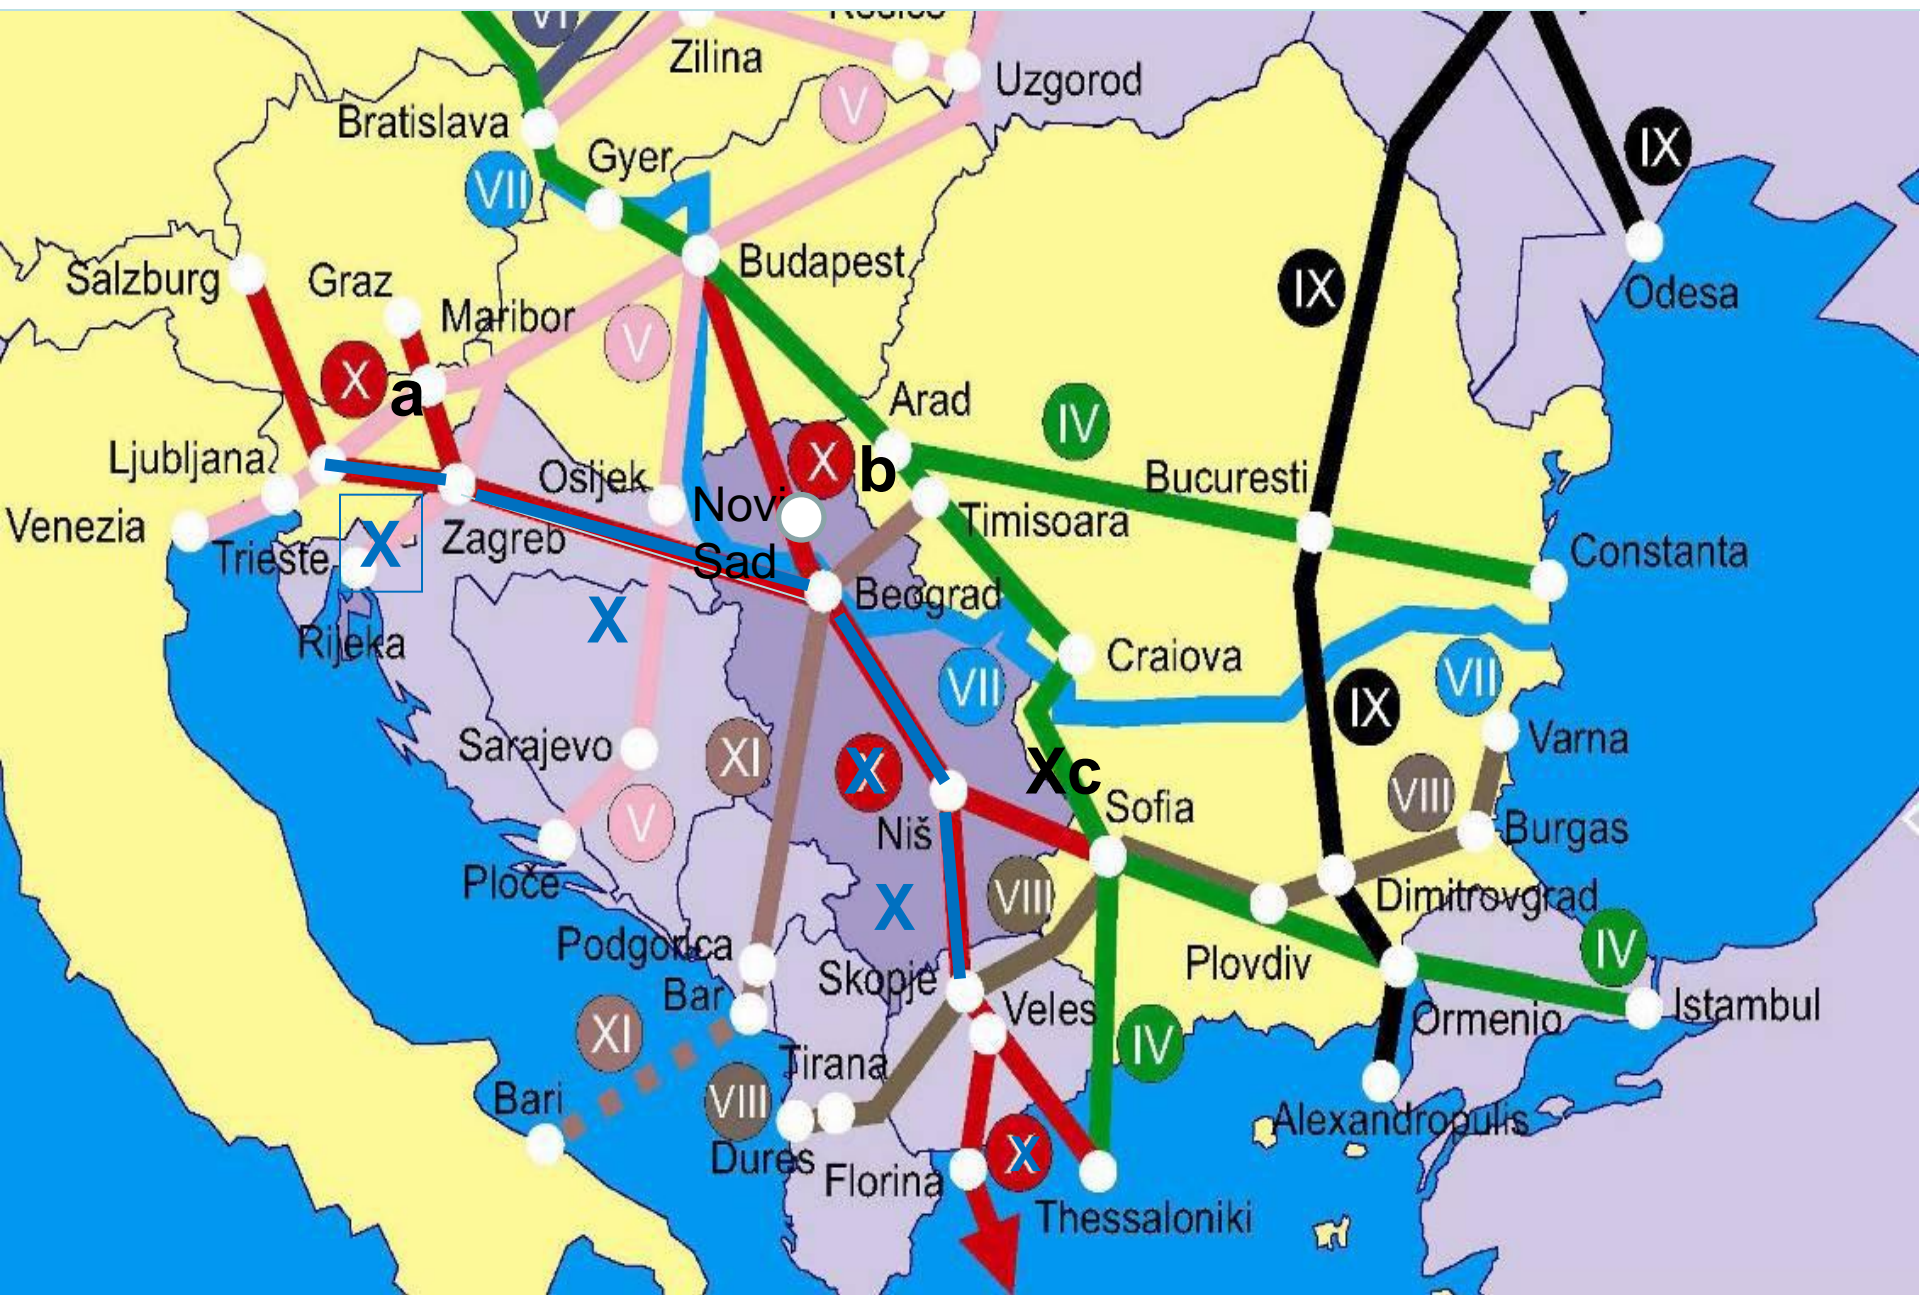 VI
Zilina
Uzgorod
V
Bratislava
Gyer
IX
VII
Salzburg
Graz
Maribor
Budapest
IX
Odesa
V
X
a
Arad
IV
Ljubljana
Osijek
X
b
Bucuresti
Novi
Sad
Venezia
Trieste
X
Zagreb
Timisoara
Constanta
Beograd
X
Rijeka
Craiova
VII
IX
VII
Sarajevo
XI
X
Xc
Varna
V
Niš
Sofia
VIII
Burgas
Ploče
X
VIII
Dimitrovgrad
Podgorica
Skopje
Plovdiv
IV
Bar
Veles
Ormenio
Istambul
XI
Tirana
IV
Bari
VIII
Alexandropulis
Dures
Florina
X
Thessaloniki